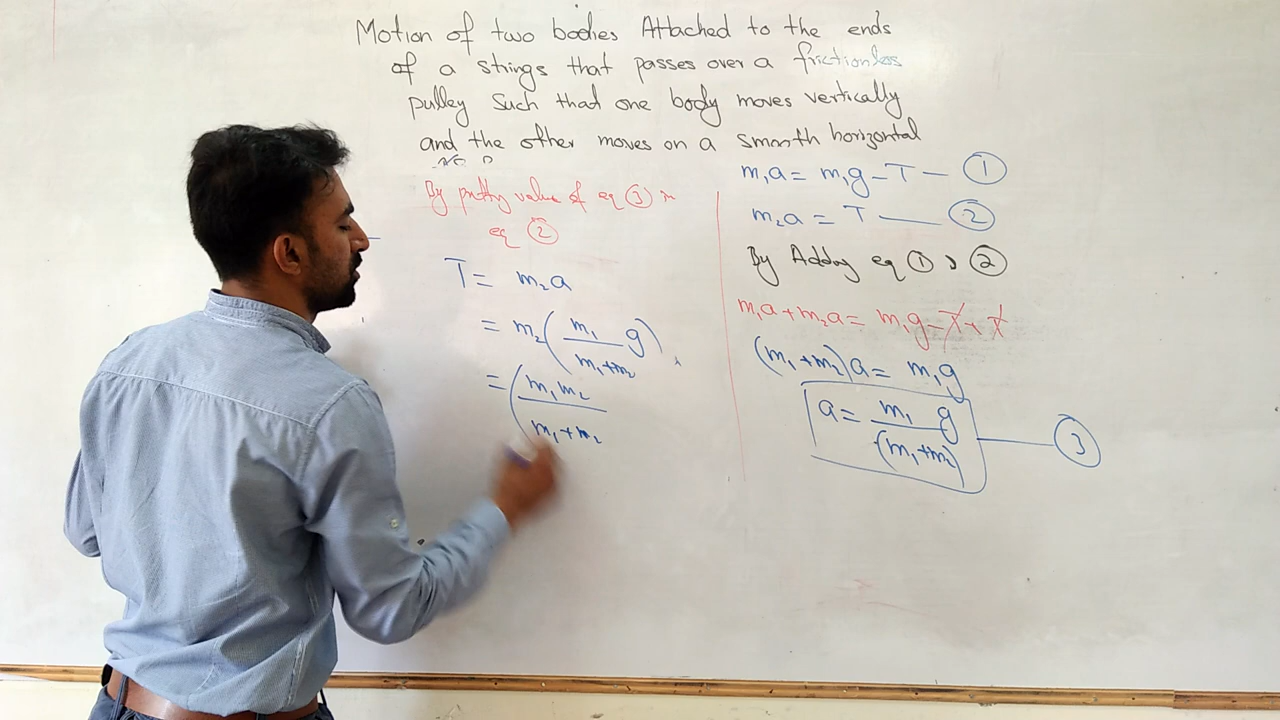 Motion of two bodies Attached to the ends
of a strings that passes over a frictionless
pulley such that one body moves vertically
and the other moves on a smooth horizontal
By putty value of eq ③ in
eq ②
T = m₂a
= m₂(m₁/m₁+m₂ g)
= (m₁m₂/m₁+m₂
m₁a = m₁g - T — ①
m₂a = T — ②
By Adding eq ① , ②
m₁a + m₂a = m₁g - T + T
(m₁+m₂)a = m₁g
a = m₁/(m₁+m₂) g — ③